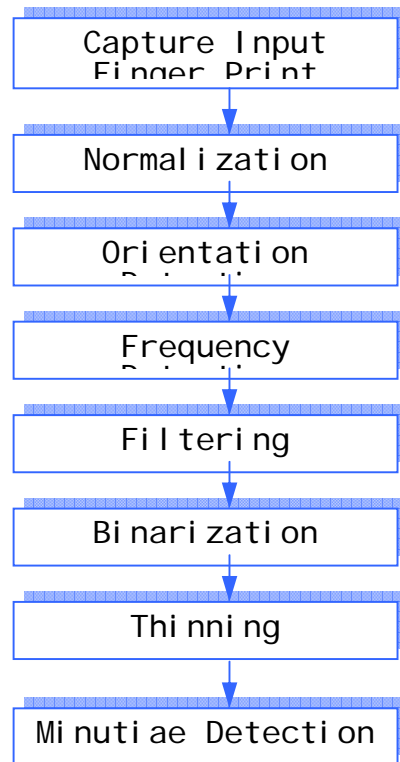 Capture Input
Finger Print
Normalization
Orientation
Frequency
Filtering
Binarization
Thinning
Minutiae Detection